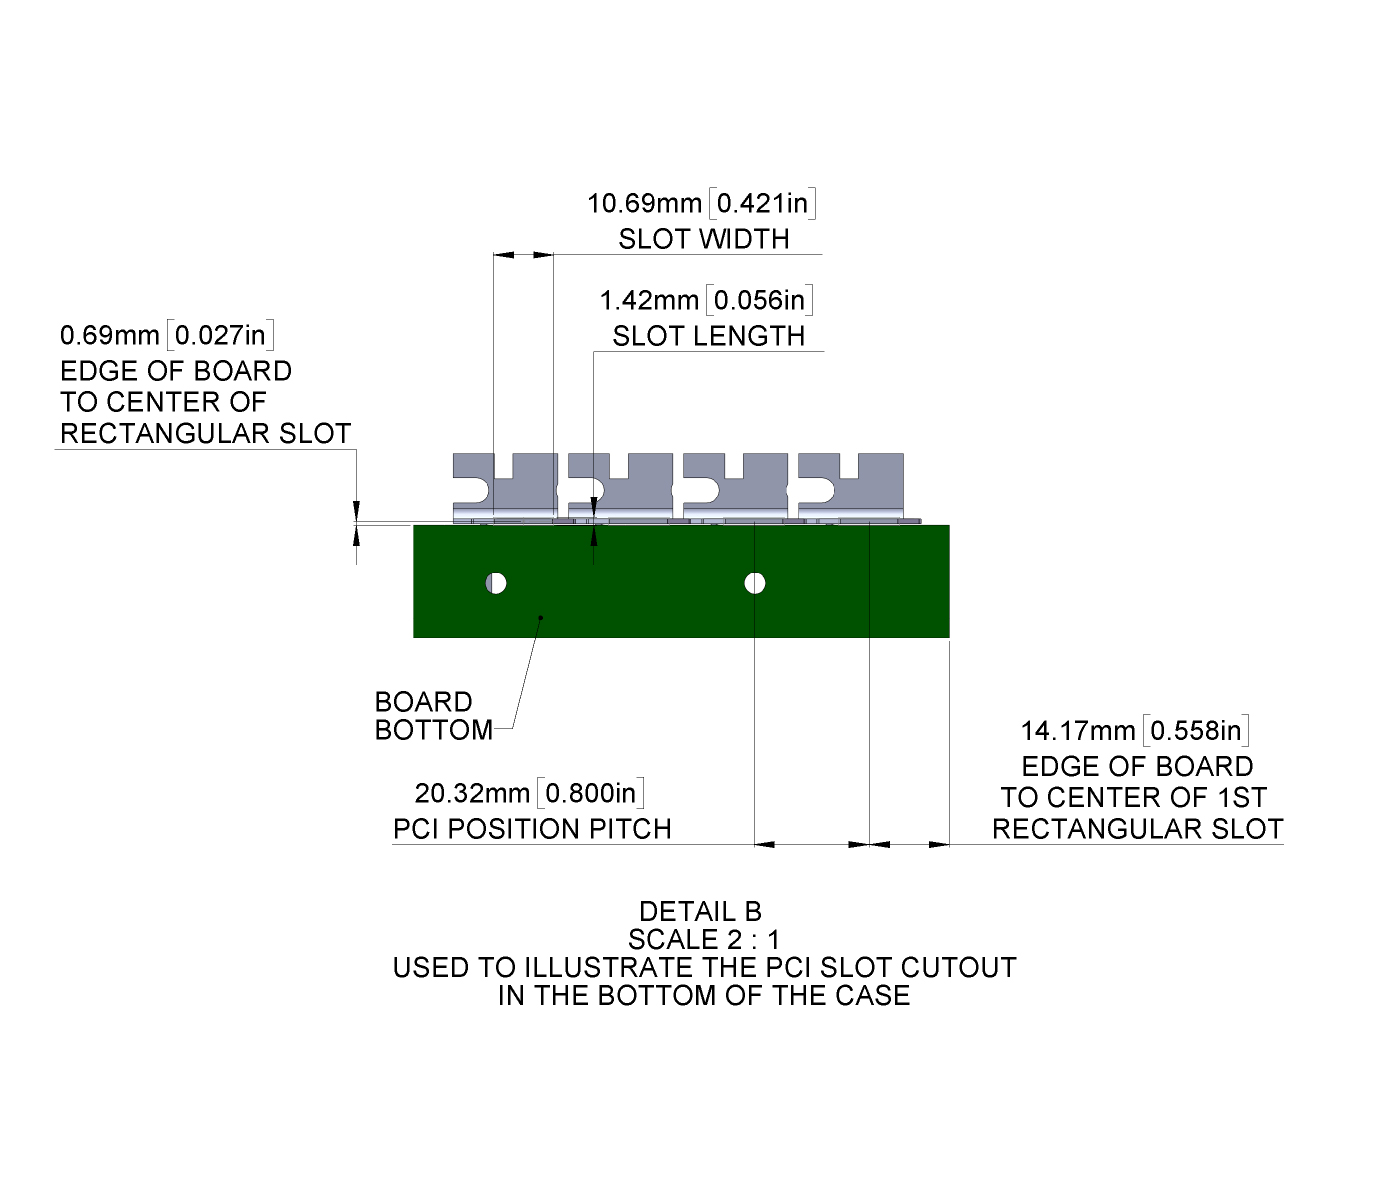 10.69mm [0.421in]
SLOT WIDTH
1.42mm [0.056in]
SLOT LENGTH
0.69mm [0.027in]
EDGE OF BOARD
TO CENTER OF
RECTANGULAR SLOT
BOARD
BOTTOM
14.17mm [0.558in]
EDGE OF BOARD
TO CENTER OF 1ST
RECTANGULAR SLOT
20.32mm [0.800in]
PCI POSITION PITCH
DETAIL B
SCALE 2 : 1
USED TO ILLUSTRATE THE PCI SLOT CUTOUT
IN THE BOTTOM OF THE CASE